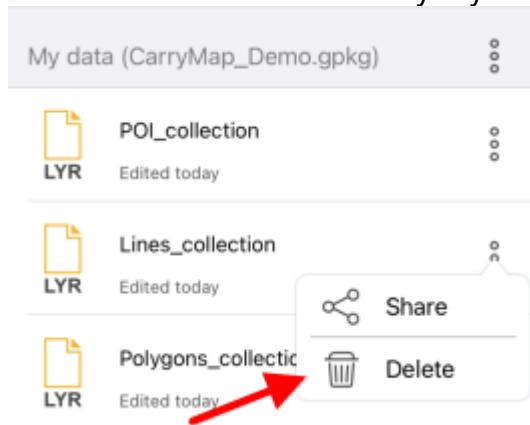 My data (CarryMap_Demo.gpkg)
POI_collection
LYR Edited today
Lines_collection
LYR Edited today
Share
Polygons_collectio
Delete
LYR Edited today